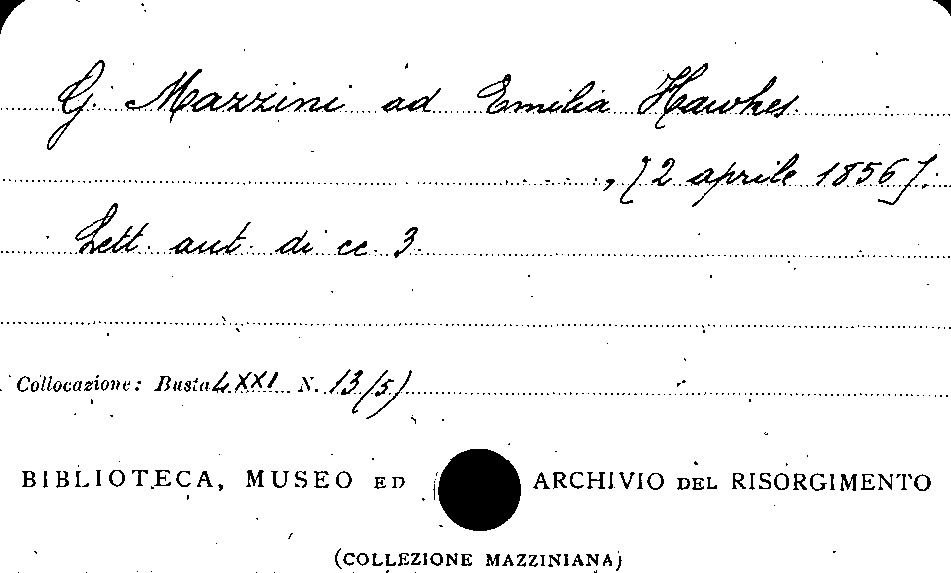 G. Mazzini ad Emilia Hawkes
....., [2 aprile 1856].
Lett. aut. di cc. 3.
Collocazione: Busta LXXI N. 13(5)
BIBLIOTECA, MUSEO ED ARCHIVIO DEL RISORGIMENTO
(COLLEZIONE MAZZINIANA)